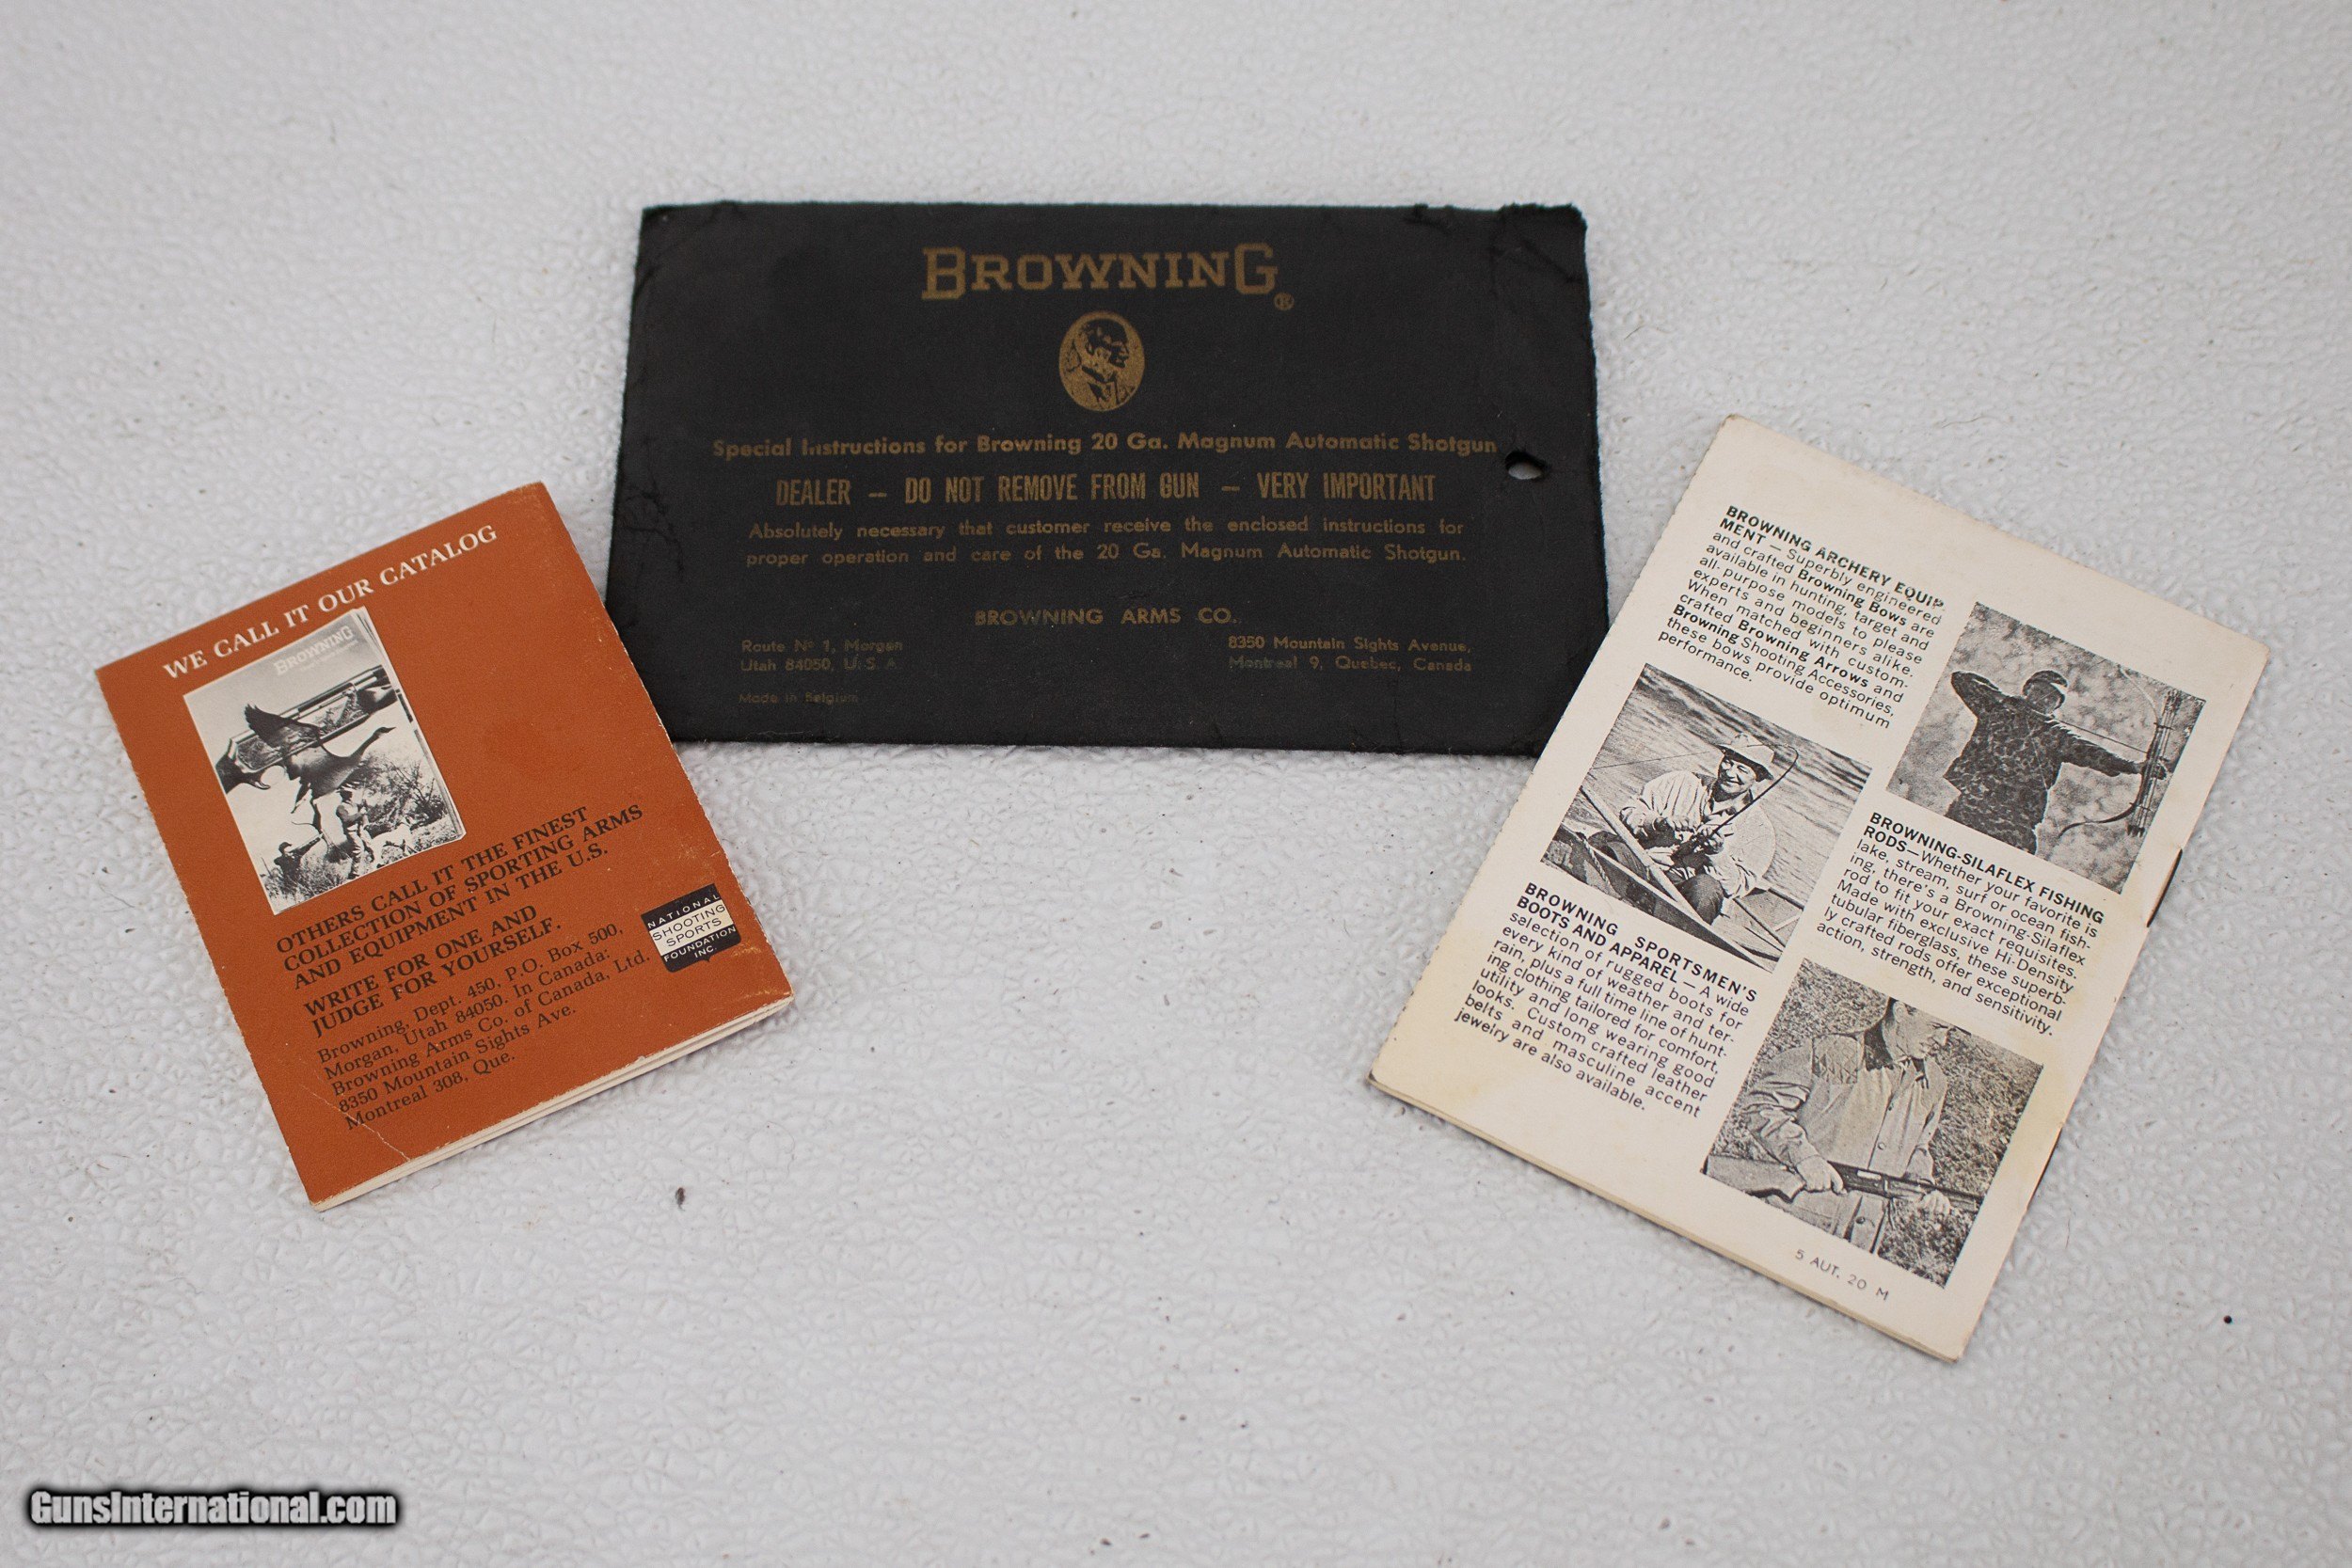 BROWNING®
Special Instructions for Browning 20 Ga. Magnum Automatic Shotgun
DEALER — DO NOT REMOVE FROM GUN — VERY IMPORTANT
Absolutely necessary that customer receive the enclosed instructions for
proper operation and care of the 20 Ga. Magnum Automatic Shotgun.
BROWNING ARMS CO.
Route Nº 1, Morgan
Utah 84050, U.S.A.
8350 Mountain Sights Avenue,
Montreal 9, Quebec, Canada
Made in Belgium
WE CALL IT OUR CATALOG
BROWNING
OTHERS CALL IT THE FINEST
COLLECTION OF SPORTING ARMS
AND EQUIPMENT IN THE U.S.
WRITE FOR ONE AND
JUDGE FOR YOURSELF.
Browning, Dept. 450, P.O. Box 500,
Morgan, Utah 84050. In Canada:
Browning Arms Co. of Canada, Ltd.
8350 Mountain Sights Ave.
Montreal 308, Que.
NATIONAL
SHOOTING
SPORTS
FOUNDATION
INC.
BROWNING ARCHERY EQUIP-
MENT — Superbly engineered
and crafted Browning Bows are
available in hunting, target and
all-purpose models to please
experts and beginners alike.
When matched with custom-
crafted Browning Arrows and
Browning Shooting Accessories,
these bows provide optimum
performance.
BROWNING-SILAFLEX FISHING
RODS—Whether your favorite is
lake, stream, surf or ocean fish-
ing, there's a Browning-Silaflex
rod to fit your exact requisites.
Made with exclusive Hi-Density
tubular fiberglass, these superb-
ly crafted rods offer exceptional
action, strength, and sensitivity.
BROWNING SPORTSMEN'S
BOOTS AND APPAREL — A wide
selection of rugged boots for
every kind of weather and ter-
rain, plus a full time line of hunt-
ing clothing tailored for comfort,
utility and long wearing good
looks. Custom crafted leather
belts and masculine accent
jewelry are also available.
5 AUT. 20 M
GunsInternational.com